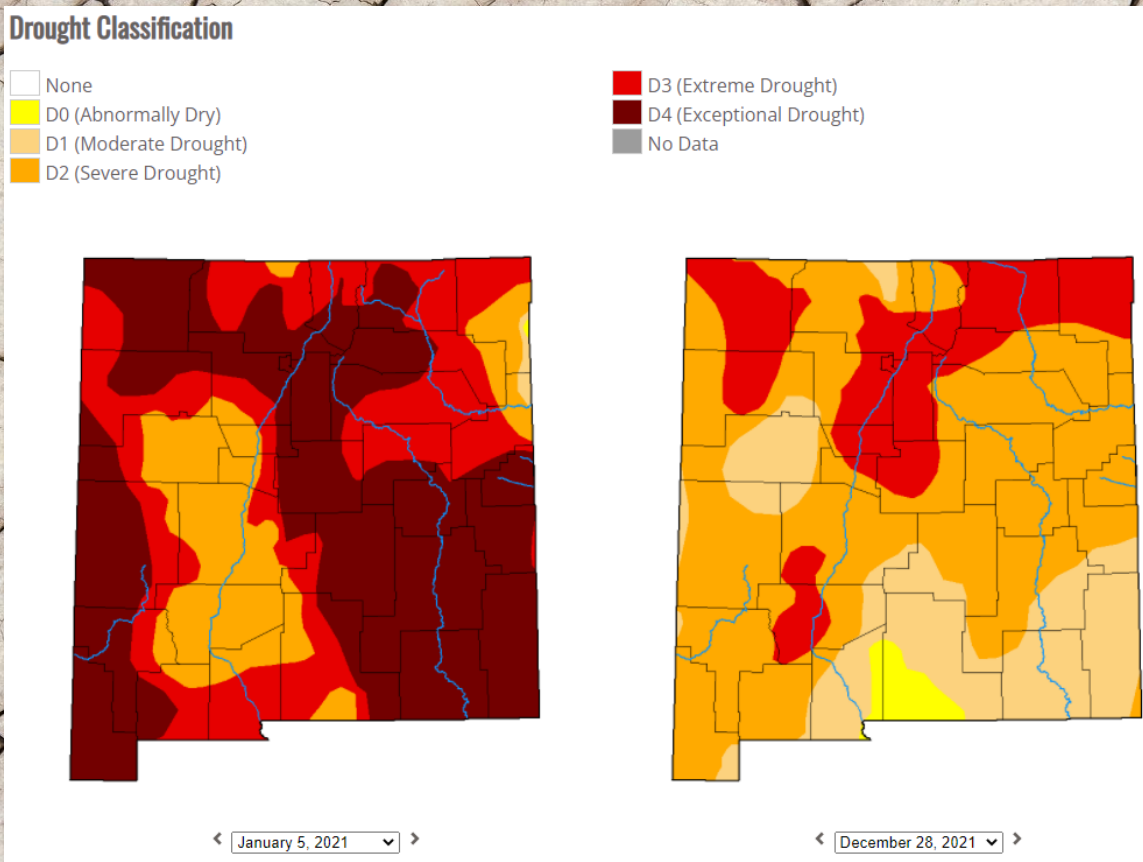 Drought Classification
None
D0 (Abnormally Dry)
D1 (Moderate Drought)
D2 (Severe Drought)
D3 (Extreme Drought)
D4 (Exceptional Drought)
No Data
January 5, 2021
December 28, 2021